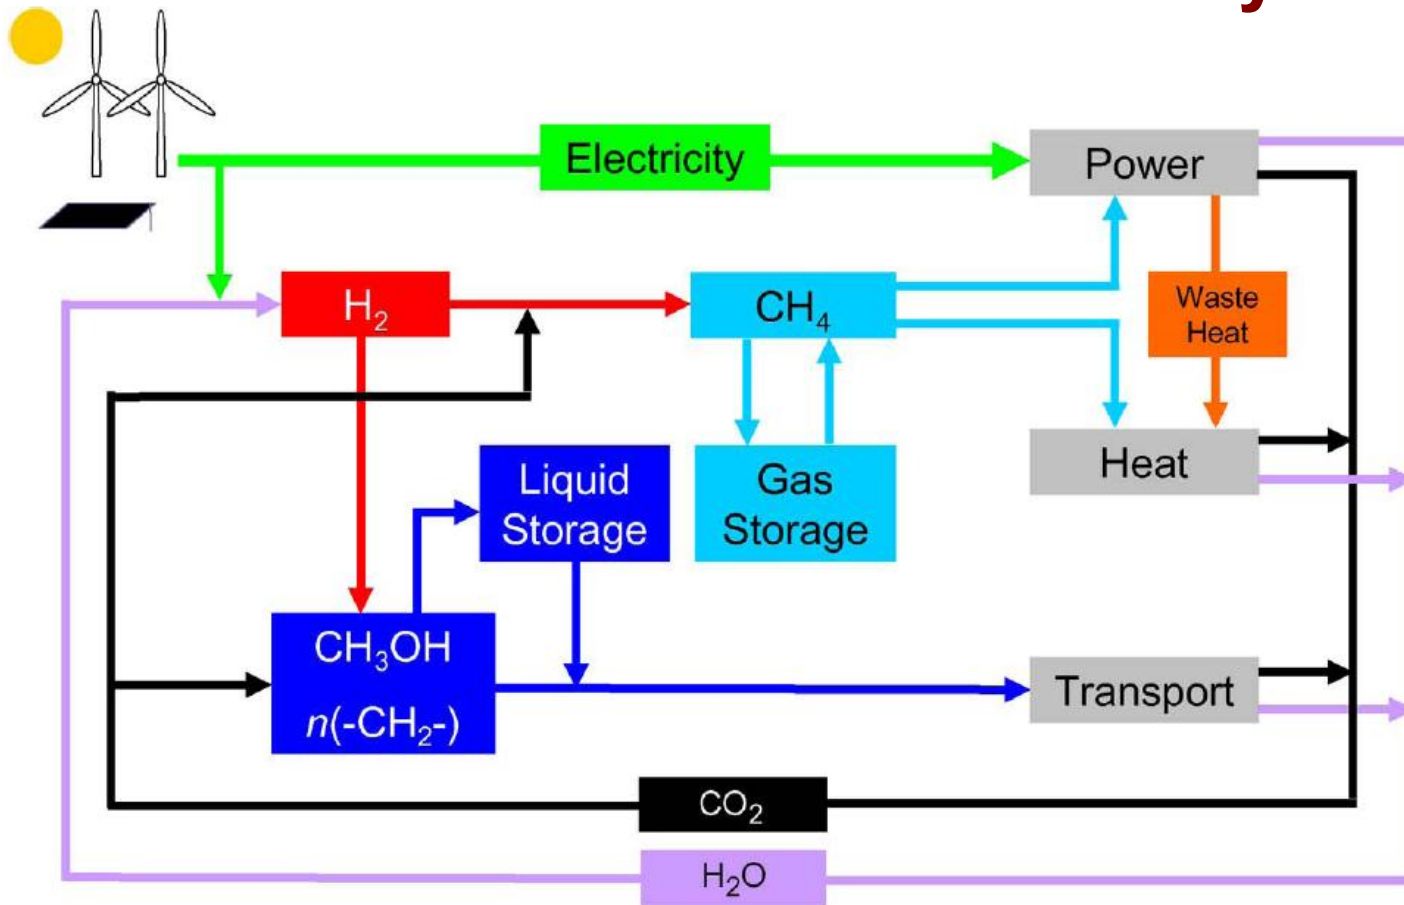 y
Electricity
Power
H₂
CH₄
Waste
Heat
Liquid
Storage
Gas
Storage
Heat
CH₃OH
n(-CH₂-)
Transport
CO₂
H₂O